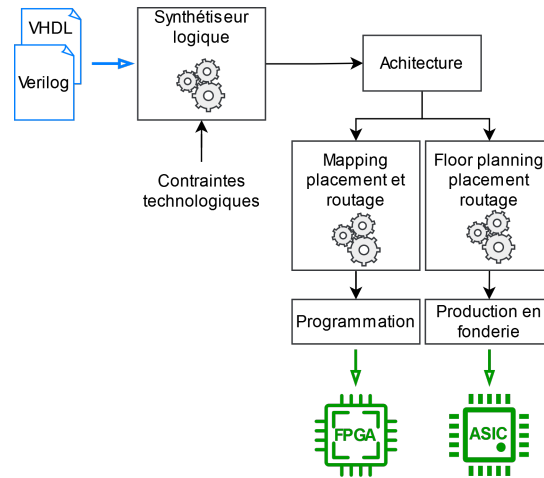 VHDL
Verilog
Synthétiseur
logique
Contraintes
technologiques
Achitecture
Mapping
placement et
routage
Floor planning
placement
routage
Programmation
Production en
fonderie
FPGA
ASIC